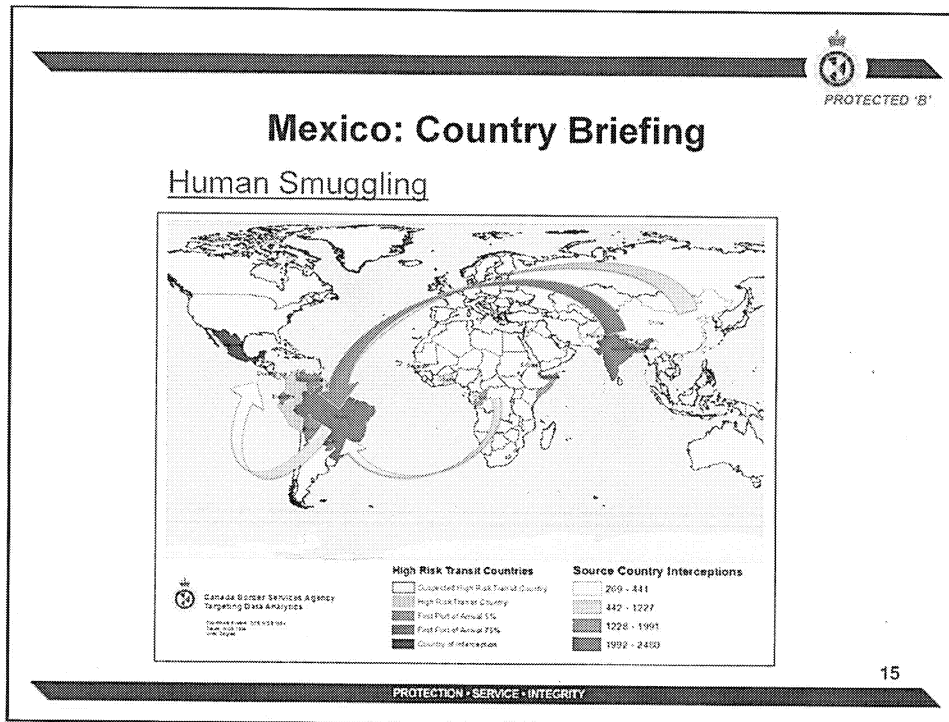 PROTECTED 'B'
Mexico: Country Briefing
Human Smuggling
China
High Risk Transit Countries
Suspected High Risk Transit Country
High Risk Transit Country
First Port of Arrival 5%
First Port of Arrival 75%
Country of Interception
Source Country Interceptions
269 - 441
442 - 1227
1228 - 1991
1992 - 2480
Canada Border Services Agency
Targeting Data Analytics
15
PROTECTION • SERVICE • INTEGRITY